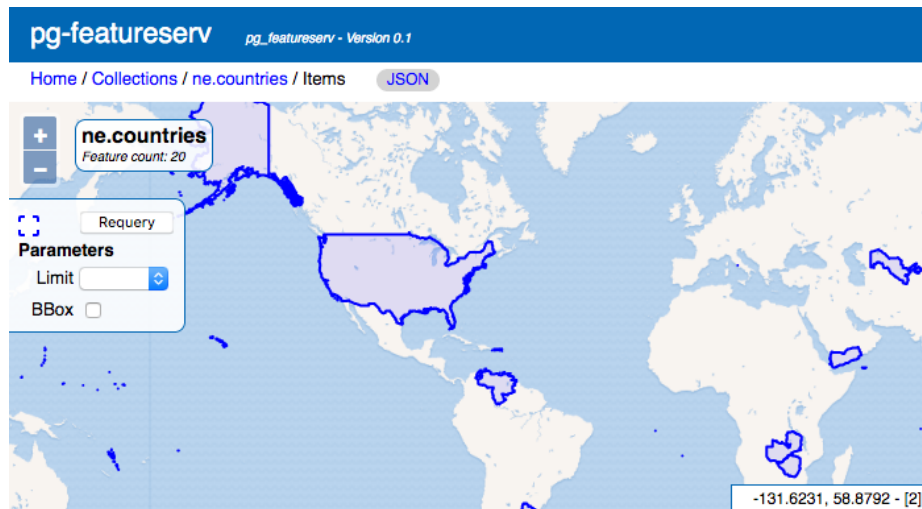 pg-featureserv pg_featureserv - Version 0.1
Home / Collections / ne.countries / Items JSON
+
ne.countries
Feature count: 20
–
Requery
Parameters
Limit
BBox
-131.6231, 58.8792 - [2]